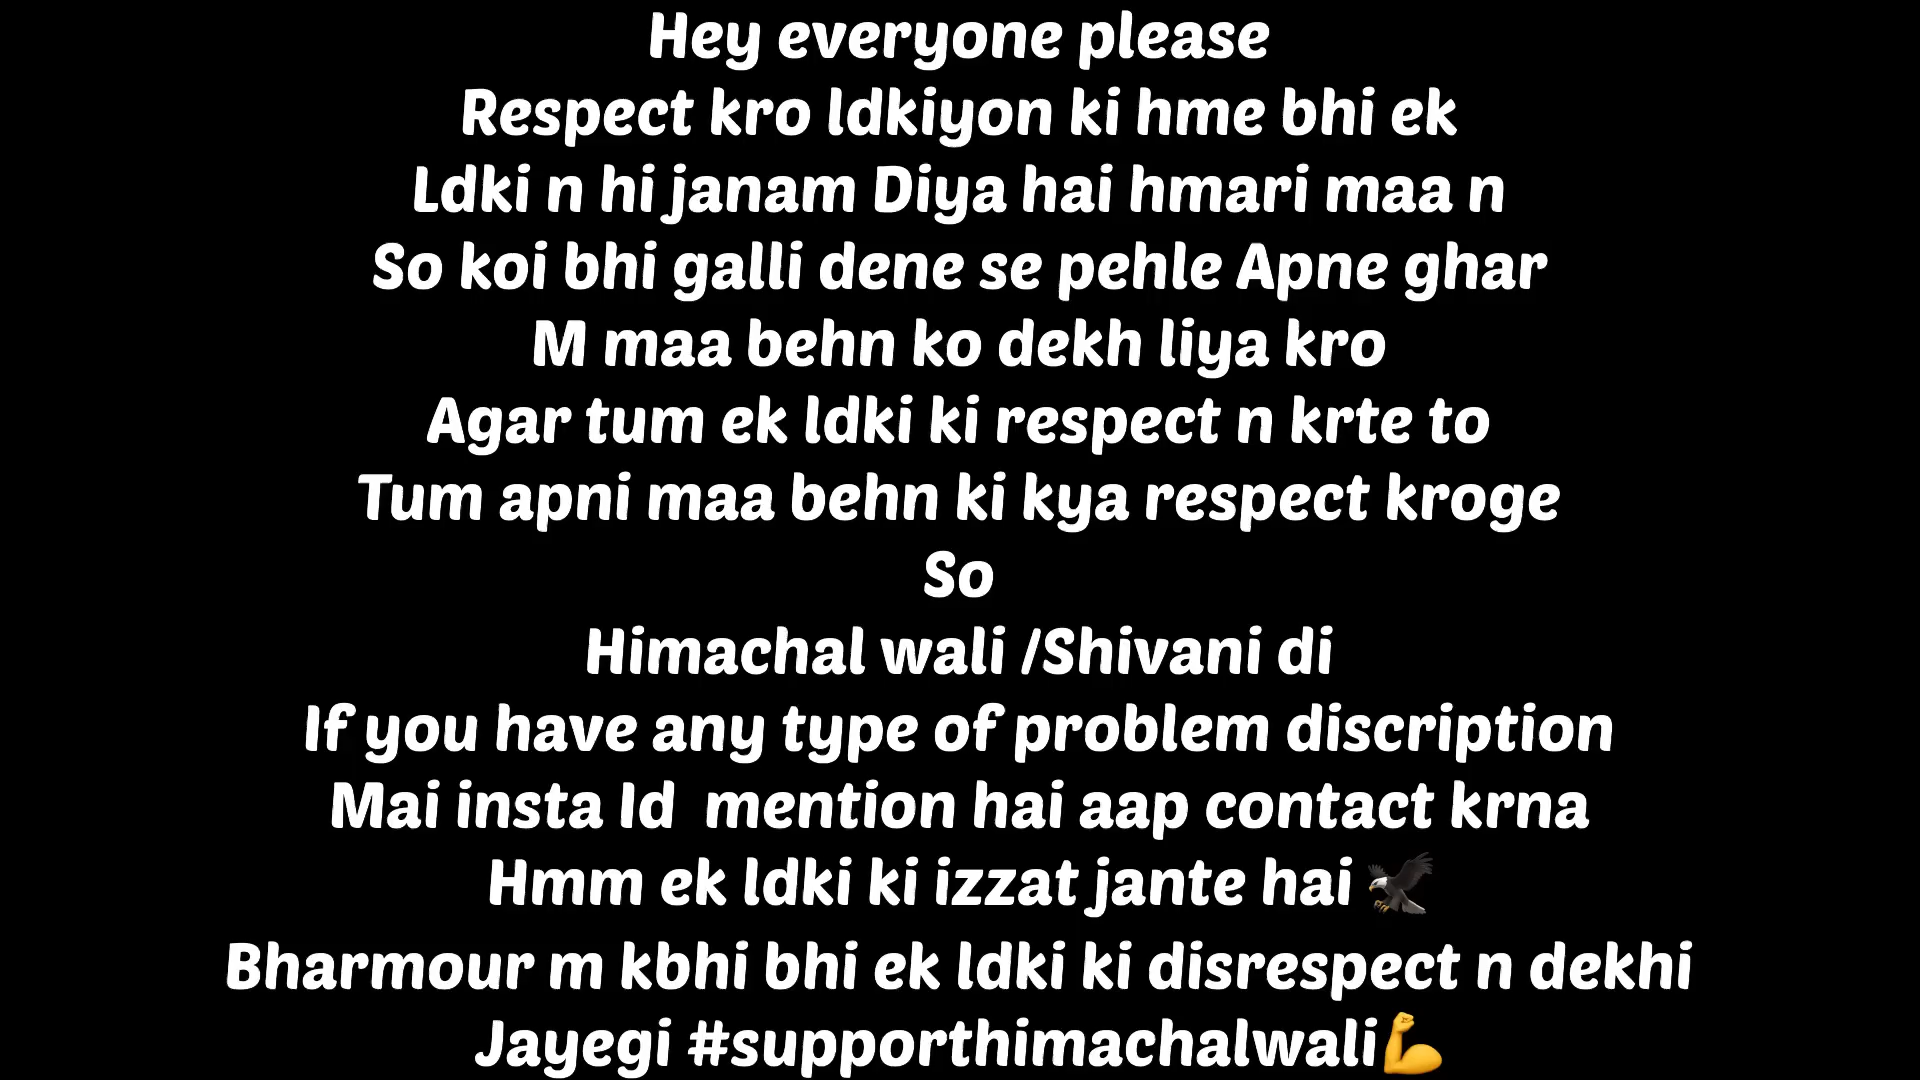 Hey everyone please
Respect kro ldkiyon ki hme bhi ek
Ldki n hi janam Diya hai hmari maa n
So koi bhi galli dene se pehle Apne ghar
M maa behn ko dekh liya kro
Agar tum ek ldki ki respect n krte to
Tum apni maa behn ki kya respect kroge
So
Himachal wali /Shivani di
If you have any type of problem discription
Mai insta Id  mention hai aap contact krna
Hmm ek ldki ki izzat jante hai 🦅
Bharmour m kbhi bhi ek ldki ki disrespect n dekhi
Jayegi #supporthimachalwali💪